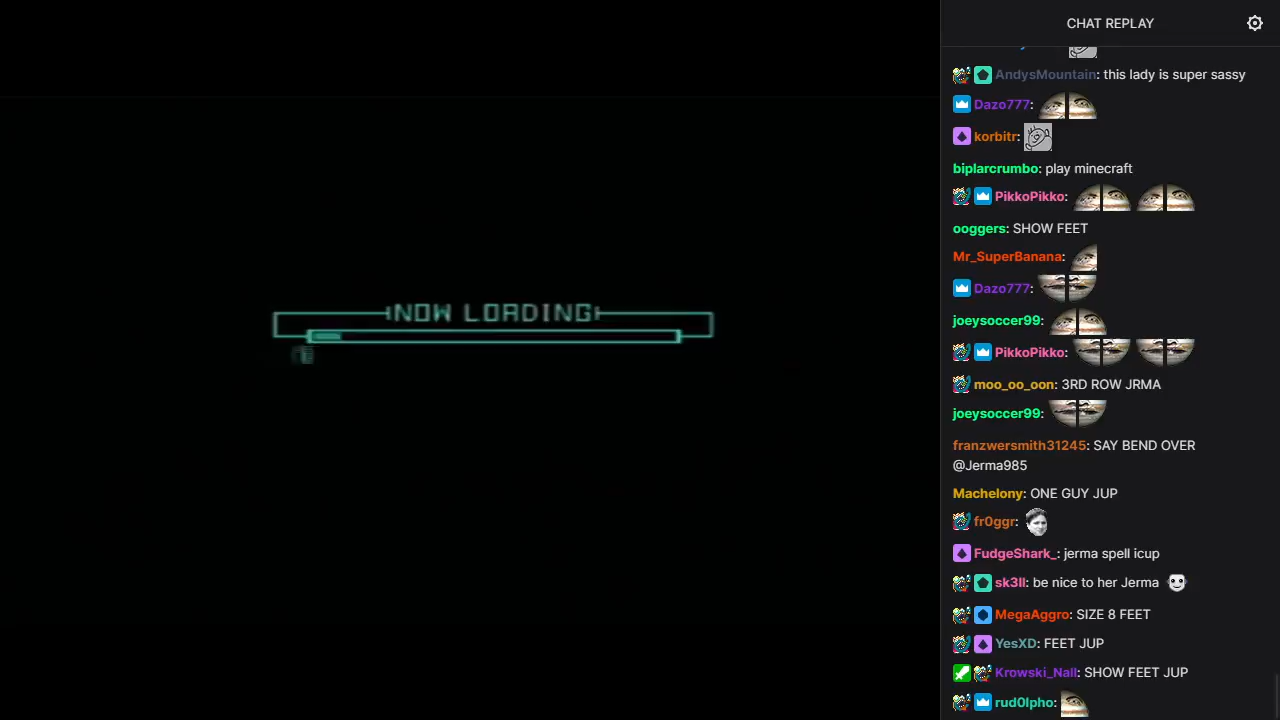 CHAT REPLAY
AndysMountain: this lady is super sassy
Dazo777:
korbitr:
biplarcrumbo: play minecraft
PikkoPikko:
ooggers: SHOW FEET
Mr_SuperBanana:
Dazo777:
joeysoccer99:
PikkoPikko:
moo_oo_oon: 3RD ROW JRMA
joeysoccer99:
franzwersmith31245: SAY BEND OVER
@Jerma985
Machelony: ONE GUY JUP
fr0ggr:
FudgeShark_: jerma spell icup
sk3ll: be nice to her Jerma
MegaAggro: SIZE 8 FEET
YesXD: FEET JUP
Krowski_Nall: SHOW FEET JUP
rud0lpho:
NOW LOADING